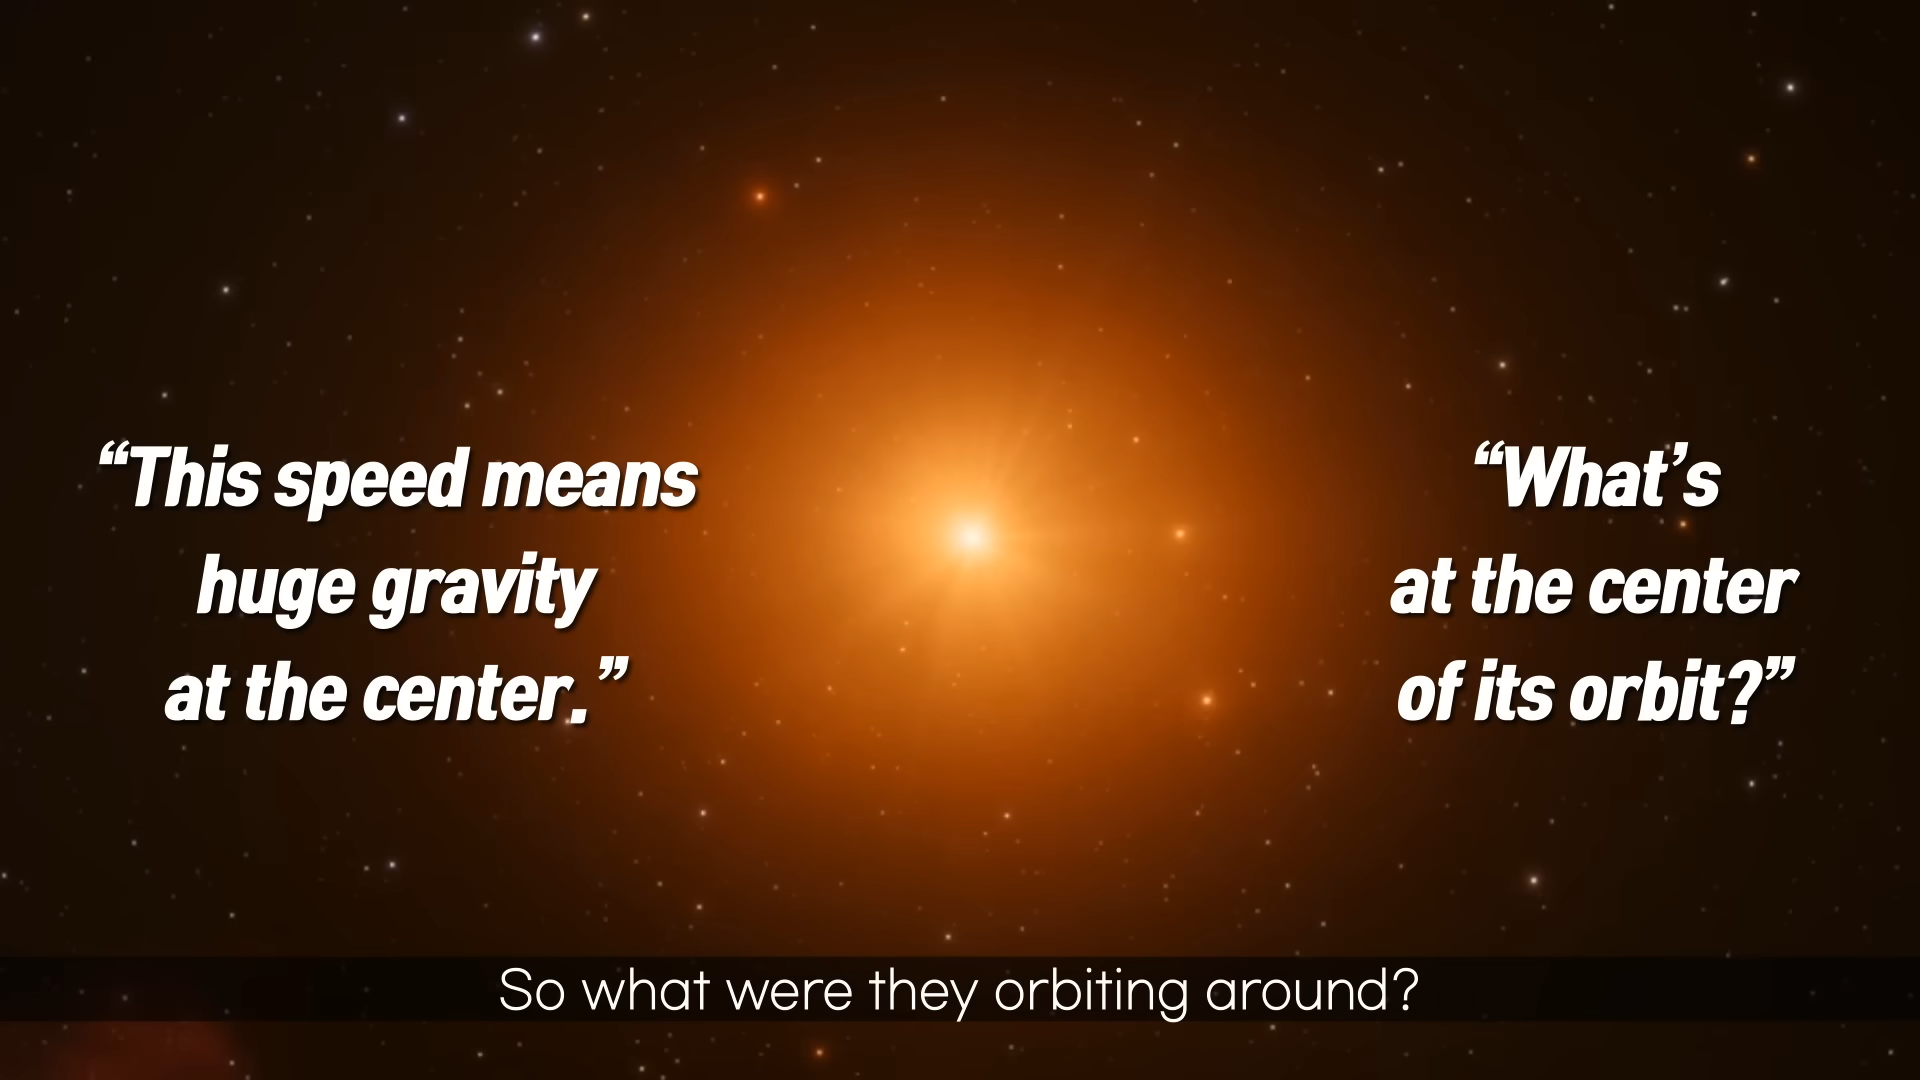 “This speed means
huge gravity
at the center.”
“What’s
at the center
of its orbit?”
So what were they orbiting around?